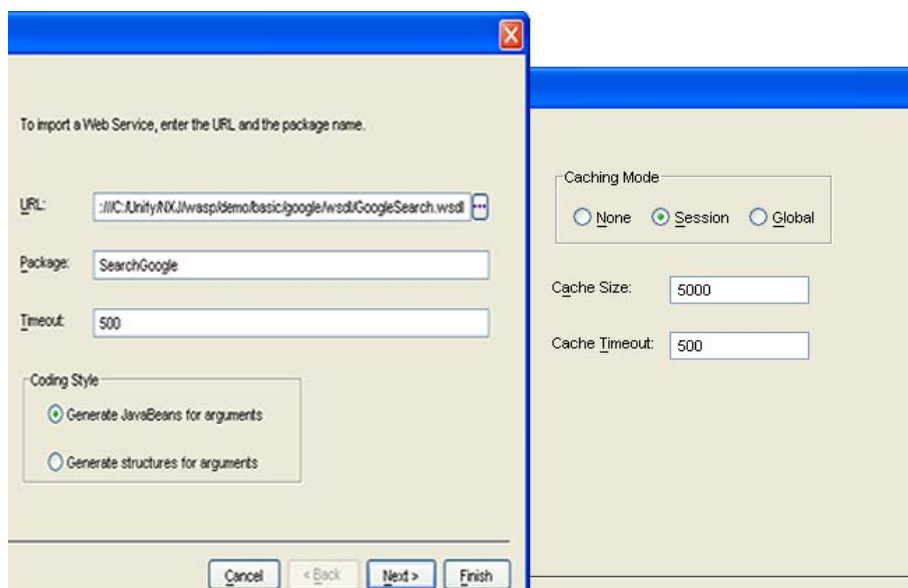 To import a Web Service, enter the URL and the package name.
URL: :///C:/Unity/NXJ/wasp/demo/basic/google/wsdl/GoogleSearch.wsdl ...
Package: SearchGoogle
Timeout: 500
Coding Style
Generate JavaBeans for arguments
Generate structures for arguments
Cancel
< Back
Next >
Finish
Caching Mode
None Session Global
Cache Size: 5000
Cache Timeout: 500